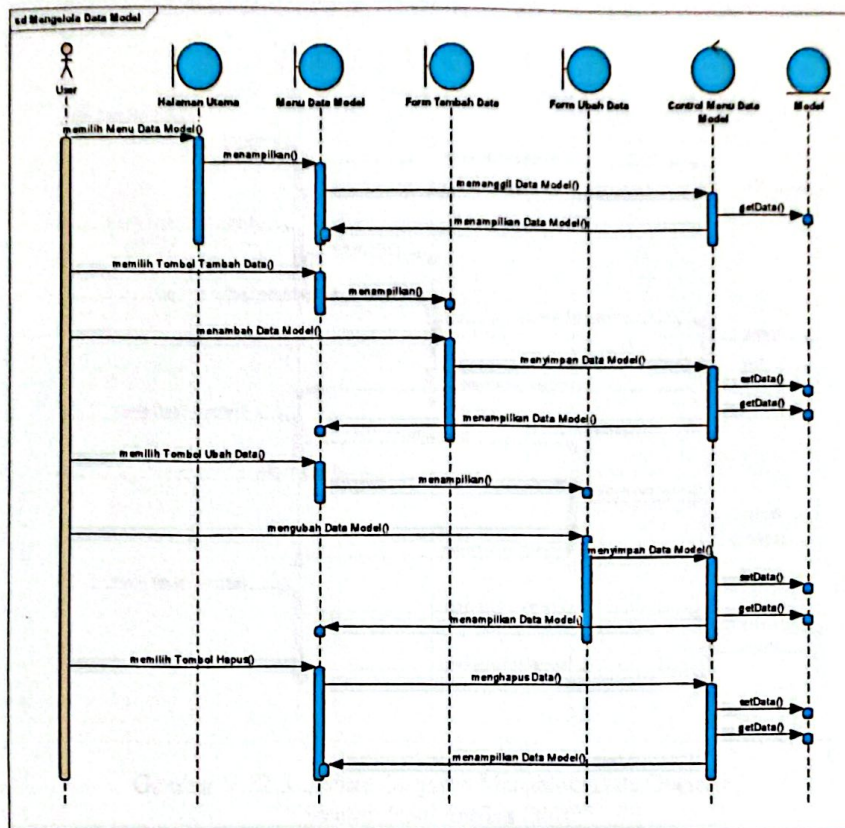 sd Mengelola Data Model
User
Halaman Utama
Menu Data Model
Form Tambah Data
Form Ubah Data
Control Menu Data
Model
Model
memilih Menu Data Model()
menampilkan()
memanggil Data Model()
getData()
menampilkan Data Model()
memilih Tombol Tambah Data()
menampilkan()
menambah Data Model()
menyimpan Data Model()
setData()
getData()
menampilkan Data Model()
memilih Tombol Ubah Data()
menampilkan()
mengubah Data Model()
menyimpan Data Model()
setData()
getData()
menampilkan Data Model()
memilih Tombol Hapus()
menghapus Data()
setData()
getData()
menampilkan Data Model()